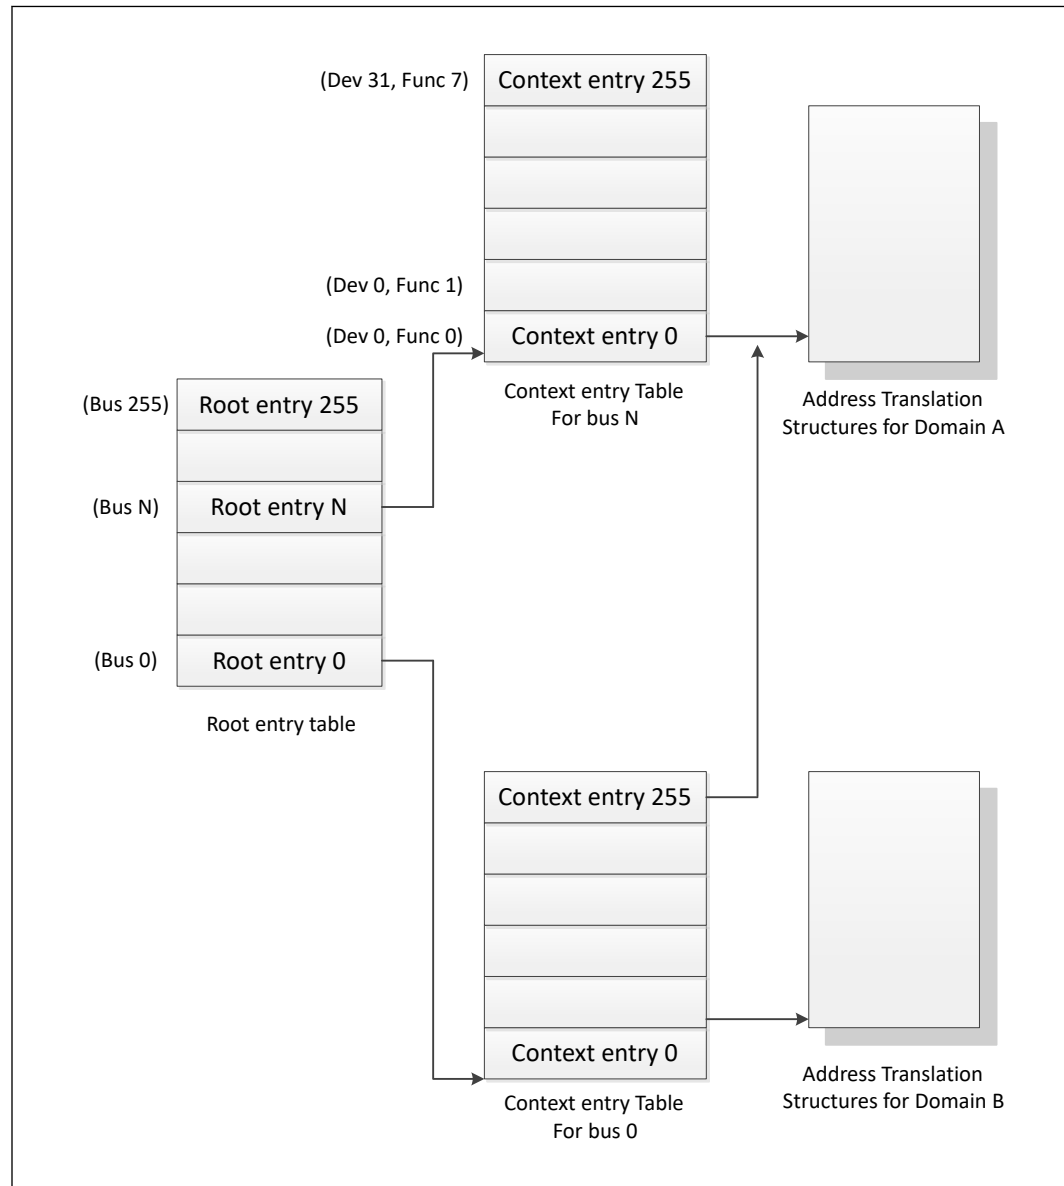 (Dev 31, Func 7)
Context entry 255
(Dev 0, Func 1)
(Dev 0, Func 0)
Context entry 0
Context entry Table
For bus N
Address Translation
Structures for Domain A
(Bus 255)
Root entry 255
(Bus N)
Root entry N
(Bus 0)
Root entry 0
Root entry table
Context entry 255
Context entry 0
Context entry Table
For bus 0
Address Translation
Structures for Domain B